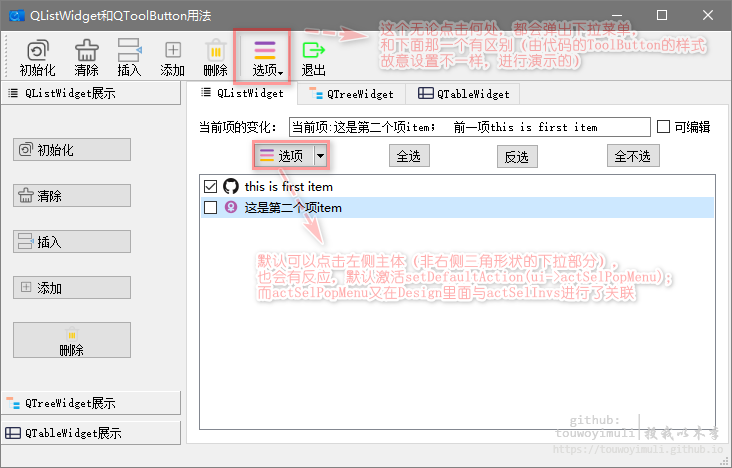 QListWidget和QToolButton用法
这个无论点击何处，都会弹出下拉菜单，
和下面那一个有区别（由代码的ToolButton的样式
故意设置不一样，进行演示的）
初始化 清除 插入 添加 删除 选项 退出
QListWidget展示
QListWidget QTreeWidget QTableWidget
当前项的变化： 当前项:这是第二个项item； 前一项this is first item 可编辑
初始化
选项 全选 反选 全不选
清除
this is first item
这是第二个项item
插入
默认可以点击左侧主体（非右侧三角形状的下拉部分），
也会有反应，默认激活setDefaultAction(ui->actSelPopMenu);
而actSelPopMenu又在Design里面与actSelInvs进行了关联
添加
删除
QTreeWidget展示
QTableWidget展示
github:
touwoyimuli
投我以木李
https://touwoyimuli.github.io